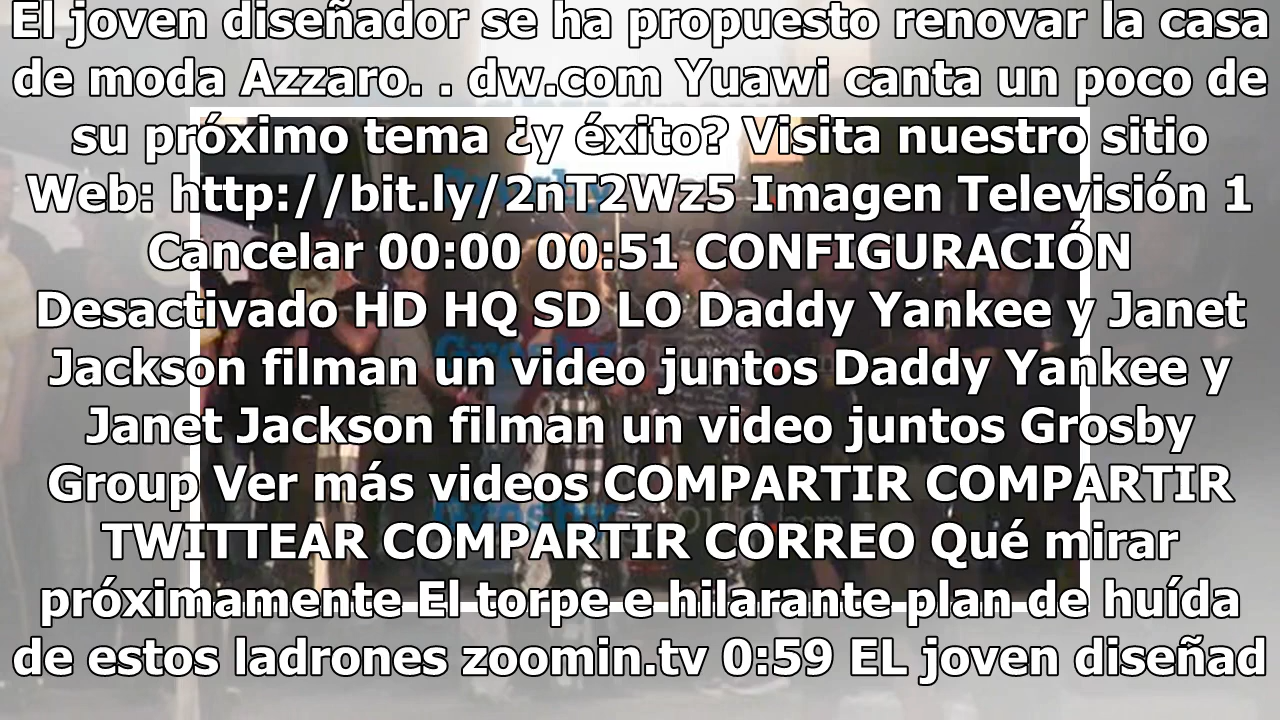 El joven diseñador se ha propuesto renovar la casa
de moda Azzaro. . dw.com Yuawi canta un poco de
su próximo tema ¿y éxito? Visita nuestro sitio
Web: http://bit.ly/2nT2Wz5 Imagen Televisión 1
Cancelar 00:00 00:51 CONFIGURACIÓN
Desactivado HD HQ SD LO Daddy Yankee y Janet
Jackson filman un video juntos Daddy Yankee y
Janet Jackson filman un video juntos Grosby
Group Ver más videos COMPARTIR COMPARTIR
TWITTEAR COMPARTIR CORREO Qué mirar
próximamente El torpe e hilarante plan de huída
de estos ladrones zoomin.tv 0:59 EL joven diseñad